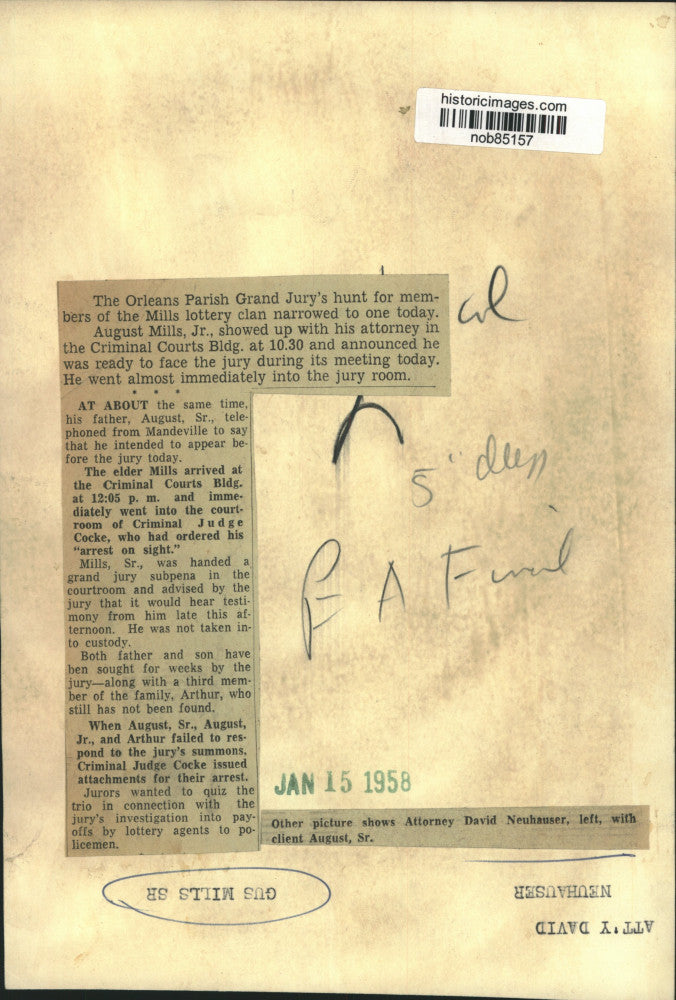 historicimages.com
nob85157
The Orleans Parish Grand Jury's hunt for mem-
bers of the Mills lottery clan narrowed to one today.
August Mills, Jr., showed up with his attorney in
the Criminal Courts Bldg. at 10.30 and announced he
was ready to face the jury during its meeting today.
He went almost immediately into the jury room.
* * *
AT ABOUT the same time,
his father, August, Sr., tele-
phoned from Mandeville to say
that he intended to appear be-
fore the jury today.
The elder Mills arrived at
the Criminal Courts Bldg.
at 12:05 p. m. and imme-
diately went into the court-
room of Criminal Judge
Cocke, who had ordered his
"arrest on sight."
Mills, Sr., was handed a
grand jury subpena in the
courtroom and advised by the
jury that it would hear testi-
mony from him late this af-
ternoon. He was not taken in-
to custody.
Both father and son have
ben sought for weeks by the
jury—along with a third mem-
ber of the family, Arthur, who
still has not been found.
When August, Sr., August,
Jr., and Arthur failed to res-
pond to the jury's summons,
Criminal Judge Cocke issued
attachments for their arrest.
Jurors wanted to quiz the
trio in connection with the
jury's investigation into pay-
offs by lottery agents to po-
licemen.
5" deep
F A
JAN 15 1958
Other picture shows Attorney David Neuhauser, left, with
client August, Sr.
GUS MILLS SR
ATT'Y DAVID
NEUHAUSER